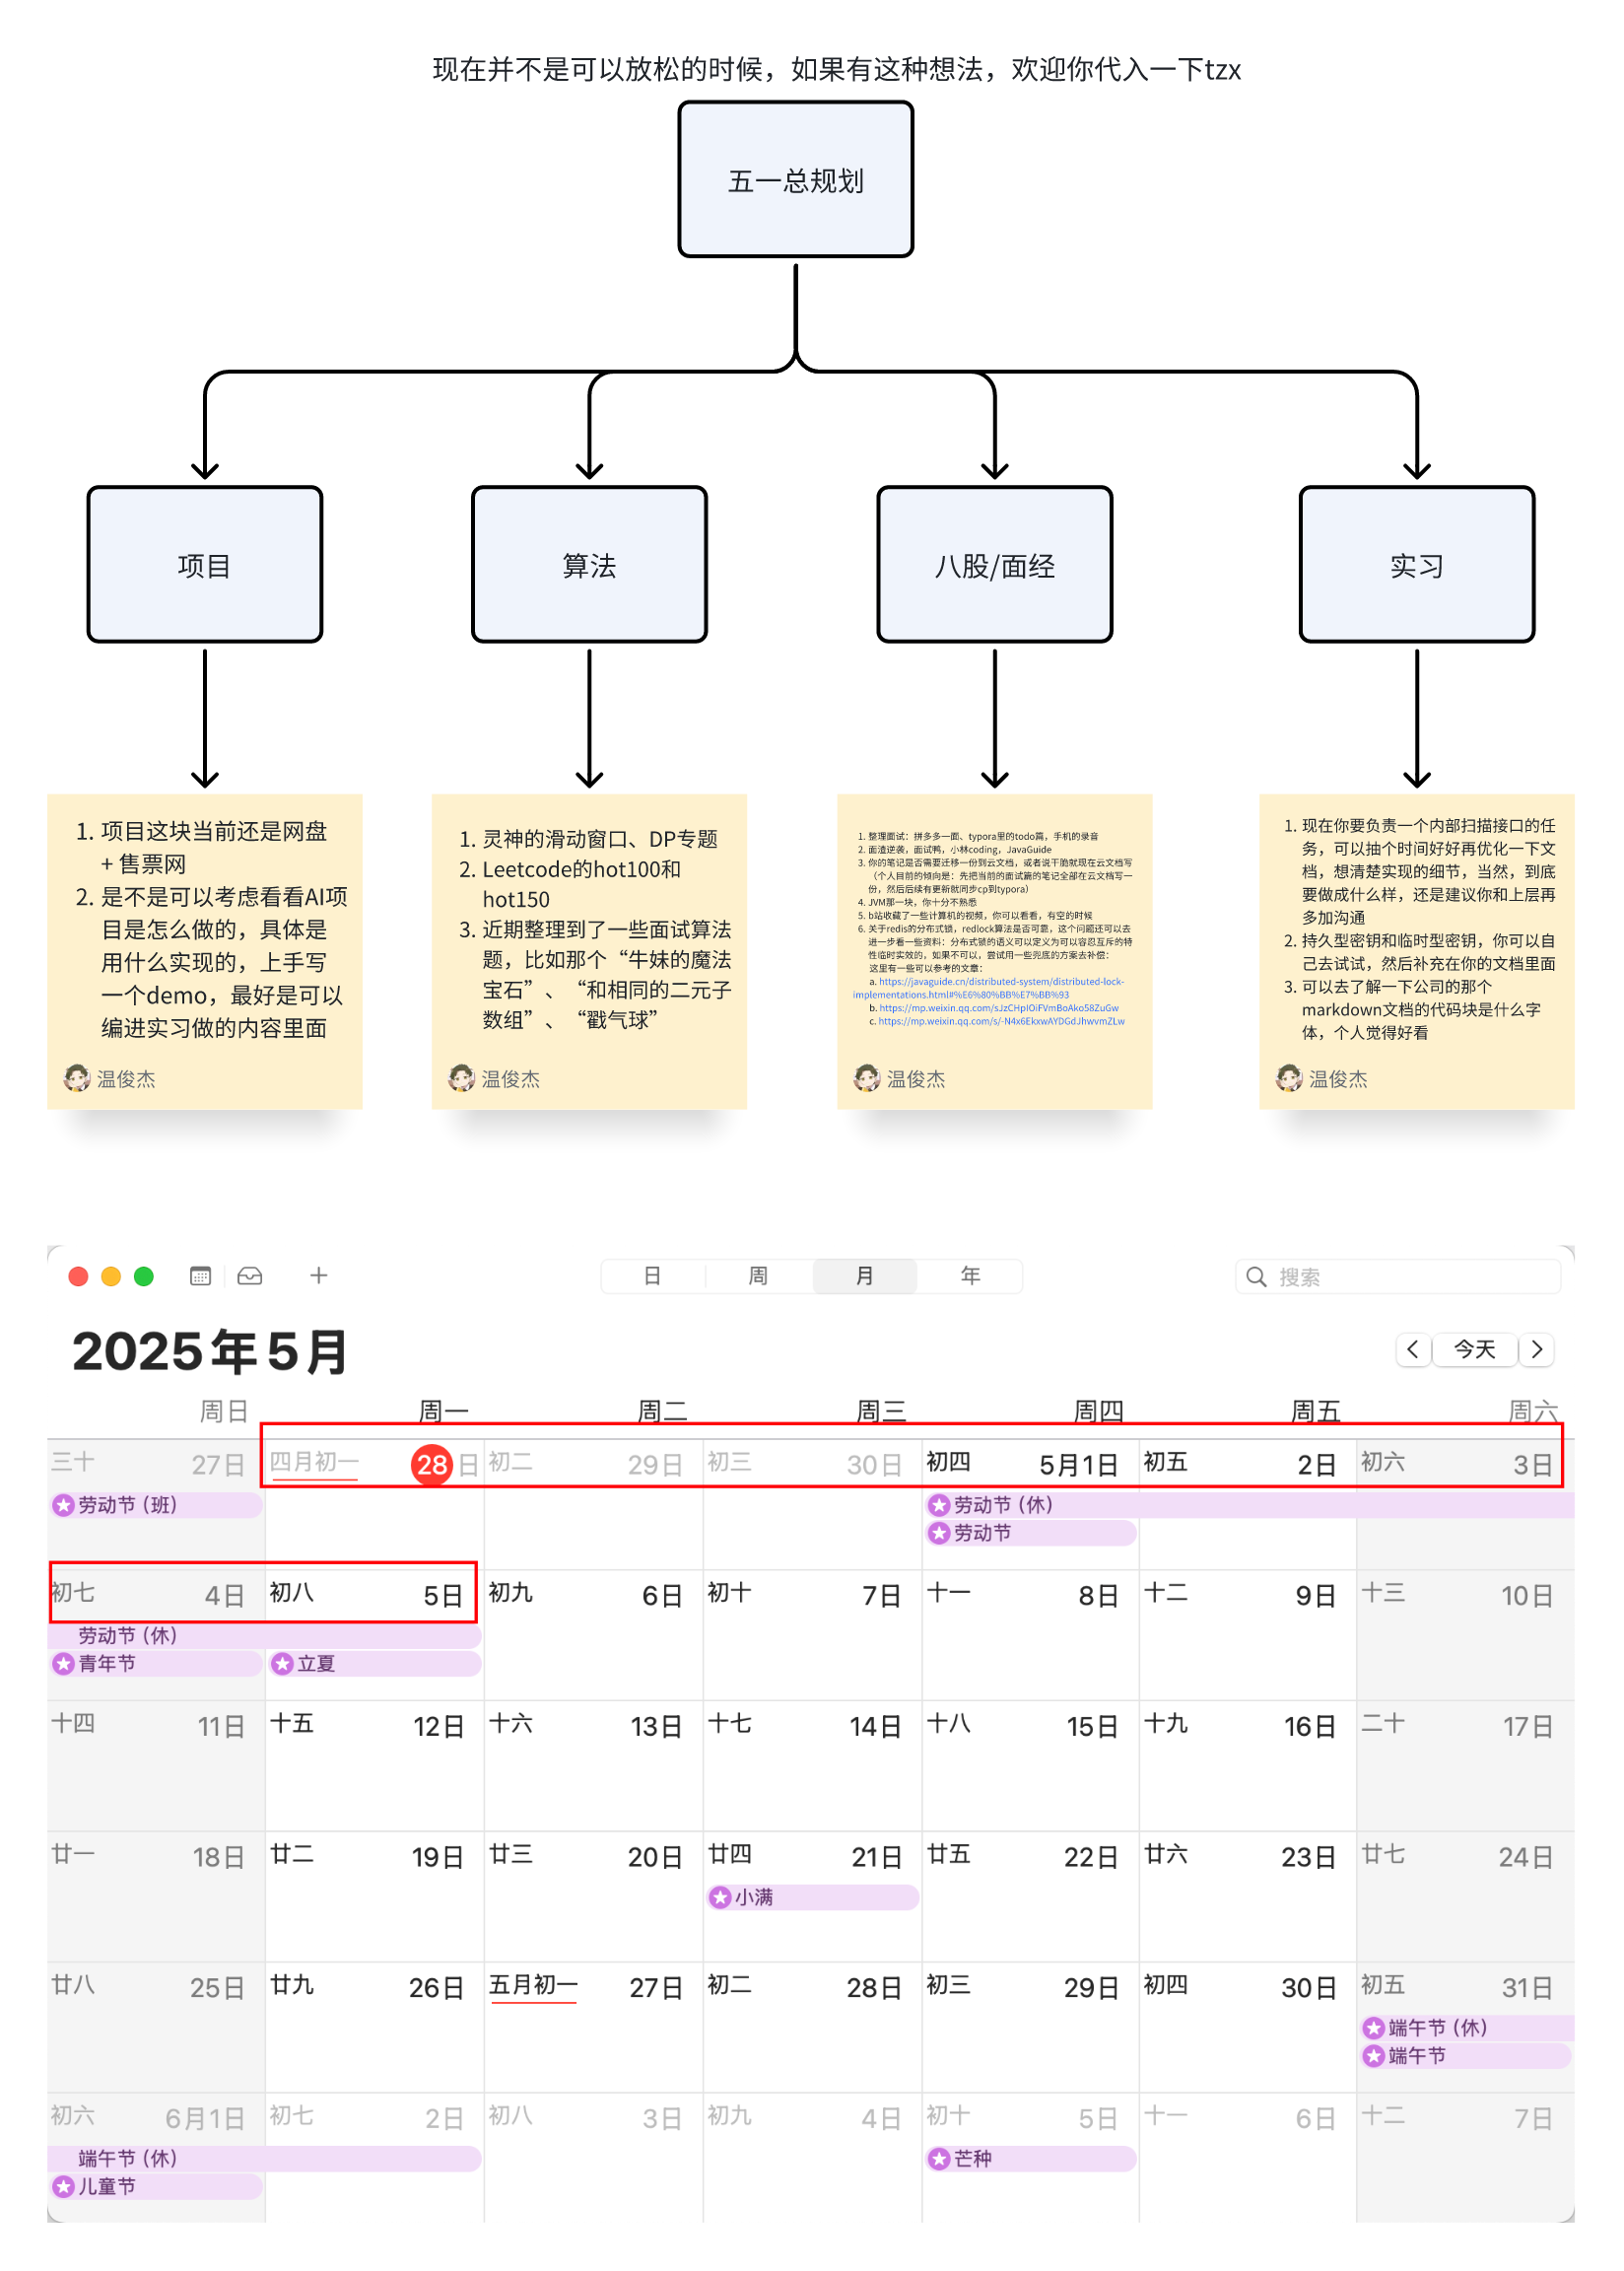 现在并不是可以放松的时候，如果有这种想法，欢迎你代入一下tzx
五一总规划
项目
算法
八股/面经
实习
1. 项目这块当前还是网盘
+ 售票网
2. 是不是可以考虑看看AI项
目是怎么做的，具体是
用什么实现的，上手写
一个demo，最好是可以
编进实习做的内容里面
温俊杰
1. 灵神的滑动窗口、DP专题
2. Leetcode的hot100和
hot150
3. 近期整理到了一些面试算法
题，比如那个“牛妹的魔法
宝石”、“和相同的二元子
数组”、“戳气球”
温俊杰
1. 整理面试：拼多多一面、typora里的todo篇，手机的录音
2. 面渣逆袭，面试鸭，小林coding，JavaGuide
3. 你的笔记是否需要迁移一份到云文档，或者说干脆就现在云文档写
（个人目前的倾向是：先把当前的面试篇的笔记全部在云文档写一
份，然后后续有更新就同步cp到typora）
4. JVM那一块，你十分不熟悉
5. b站收藏了一些计算机的视频，你可以看看，有空的时候
6. 关于redis的分布式锁，redlock算法是否可靠，这个问题还可以去
进一步看一些资料：分布式锁的语义可以定义为可以容忍互斥的特
性临时实效的，如果不可以，尝试用一些兜底的方案去补偿：
这里有一些可以参考的文章：
a. https://javaguide.cn/distributed-system/distributed-lock-
implementations.html#%E6%80%BB%E7%BB%93
b. https://mp.weixin.qq.com/s/JzCHpIOiFVmBoAko58ZuGw
c. https://mp.weixin.qq.com/s/-N4x6EkxwAYDGdJhwvmZLw
温俊杰
1. 现在你要负责一个内部扫描接口的任
务，可以抽个时间好好再优化一下文
档，想清楚实现的细节，当然，到底
要做成什么样，还是建议你和上层再
多加沟通
2. 持久型密钥和临时型密钥，你可以自
己去试试，然后补充在你的文档里面
3. 可以去了解一下公司的那个
markdown文档的代码块是什么字
体，个人觉得好看
温俊杰
日 周 月 年 搜索
2025年5月 今天
周日 周一 周二 周三 周四 周五 周六
三十 27日 四月初一 28日 初二 29日 初三 30日 初四 5月1日 初五 2日 初六 3日
劳动节（班） 劳动节（休）
劳动节
初七 4日 初八 5日 初九 6日 初十 7日 十一 8日 十二 9日 十三 10日
劳动节（休）
青年节 立夏
十四 11日 十五 12日 十六 13日 十七 14日 十八 15日 十九 16日 二十 17日
廿一 18日 廿二 19日 廿三 20日 廿四 21日 廿五 22日 廿六 23日 廿七 24日
小满
廿八 25日 廿九 26日 五月初一 27日 初二 28日 初三 29日 初四 30日 初五 31日
端午节（休）
端午节
初六 6月1日 初七 2日 初八 3日 初九 4日 初十 5日 十一 6日 十二 7日
端午节（休） 芒种
儿童节